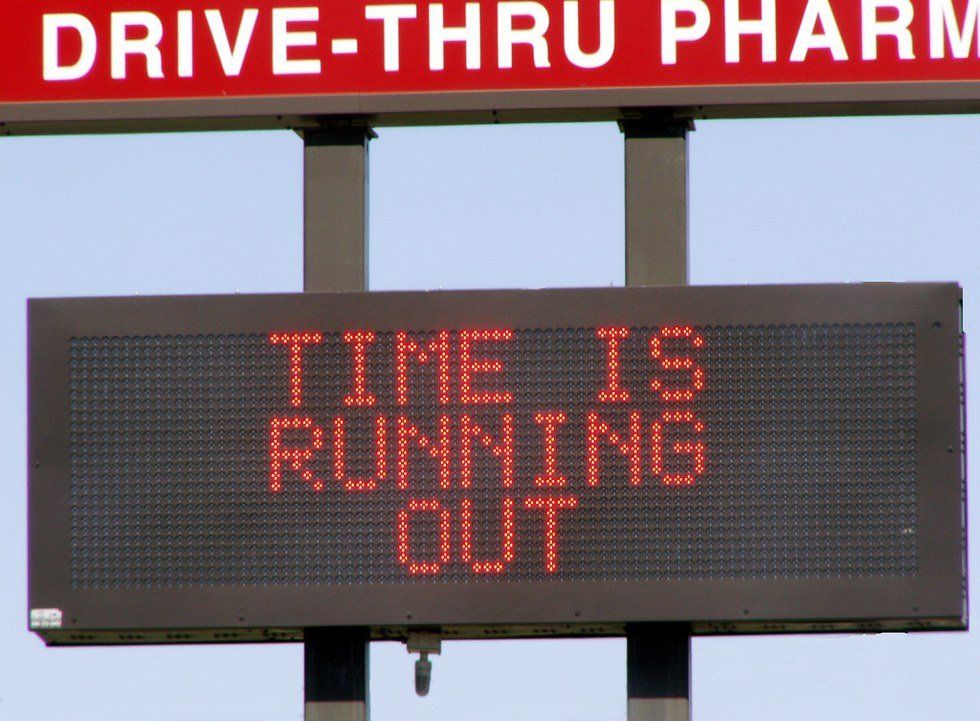 DRIVE-THRU PHARM
TIME IS
RUNNING
OUT